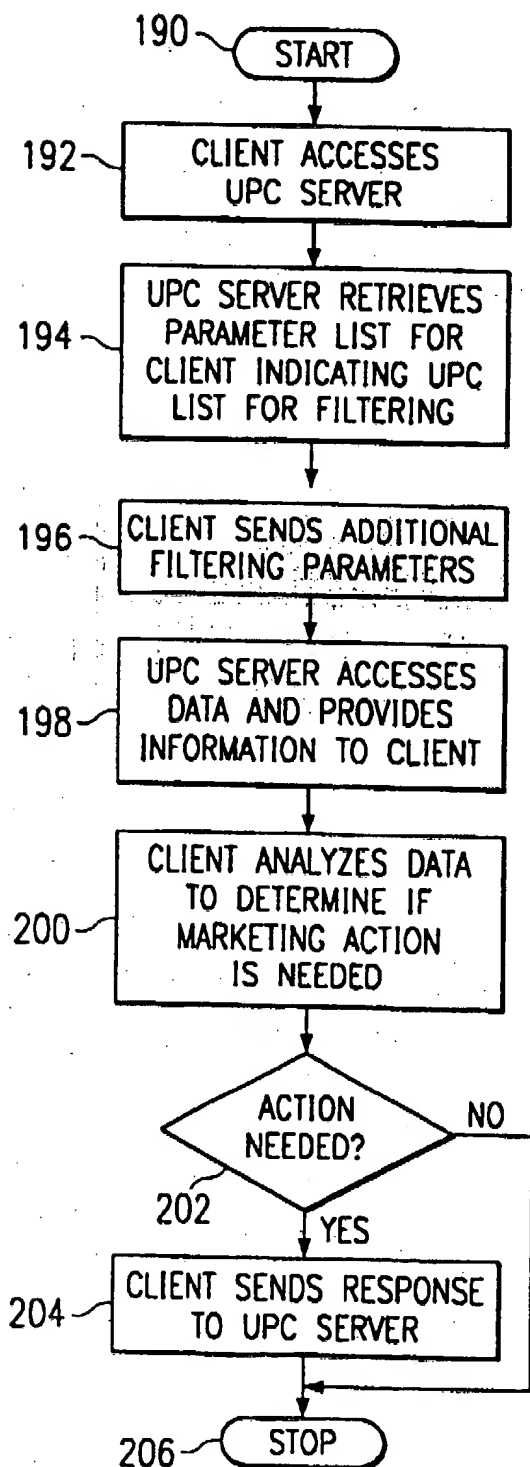 190
START
192
CLIENT ACCESSES
UPC SERVER
194
UPC SERVER RETRIEVES
PARAMETER LIST FOR
CLIENT INDICATING UPC
LIST FOR FILTERING
196
CLIENT SENDS ADDITIONAL
FILTERING PARAMETERS
198
UPC SERVER ACCESSES
DATA AND PROVIDES
INFORMATION TO CLIENT
200
CLIENT ANALYZES DATA
TO DETERMINE IF
MARKETING ACTION
IS NEEDED
ACTION
NEEDED?
NO
202
YES
204
CLIENT SENDS RESPONSE
TO UPC SERVER
206
STOP